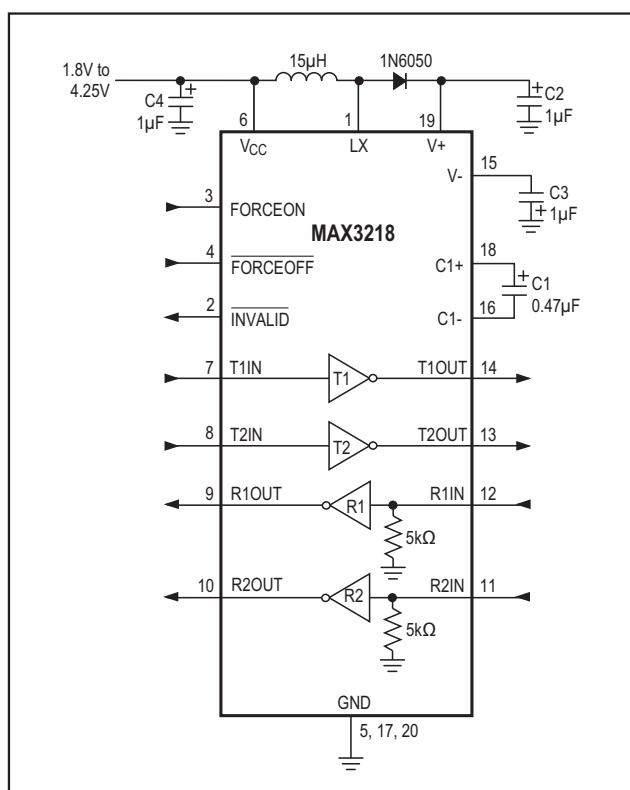 1.8V to
4.25V
15µH
1N6050
C4
+
1µF
+
C2
1µF
6
1
19
VCC
LX
V+
V-
15
+
C3
1µF
MAX3218
3
FORCEON
4
FORCEOFF
2
INVALID
C1+
18
+
C1
0.47µF
C1-
16
7
T1IN
T1
T1OUT
14
8
T2IN
T2
T2OUT
13
9
R1OUT
R1
R1IN
12
5kΩ
10
R2OUT
R2
R2IN
11
5kΩ
GND
5, 17, 20